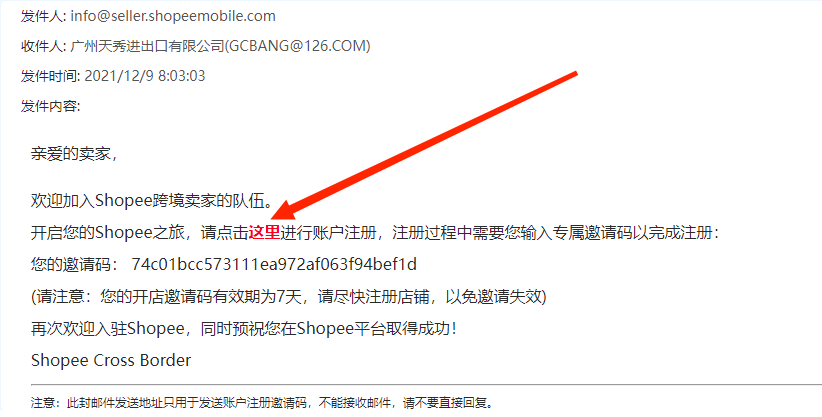 发件人: info@seller.shopeemobile.com
收件人: 广州天秀进出口有限公司(GCBANG@126.COM)
发件时间: 2021/12/9 8:03:03
发件内容:
亲爱的卖家，
欢迎加入Shopee跨境卖家的队伍。
开启您的Shopee之旅，请点击这里进行账户注册，注册过程中需要您输入专属邀请码以完成注册：
您的邀请码： 74c01bcc573111ea972af063f94bef1d
(请注意：您的开店邀请码有效期为7天，请尽快注册店铺，以免邀请失效)
再次欢迎入驻Shopee，同时预祝您在Shopee平台取得成功！
Shopee Cross Border
注意：此封邮件发送地址只用于发送账户注册邀请码，不能接收邮件，请不要直接回复。